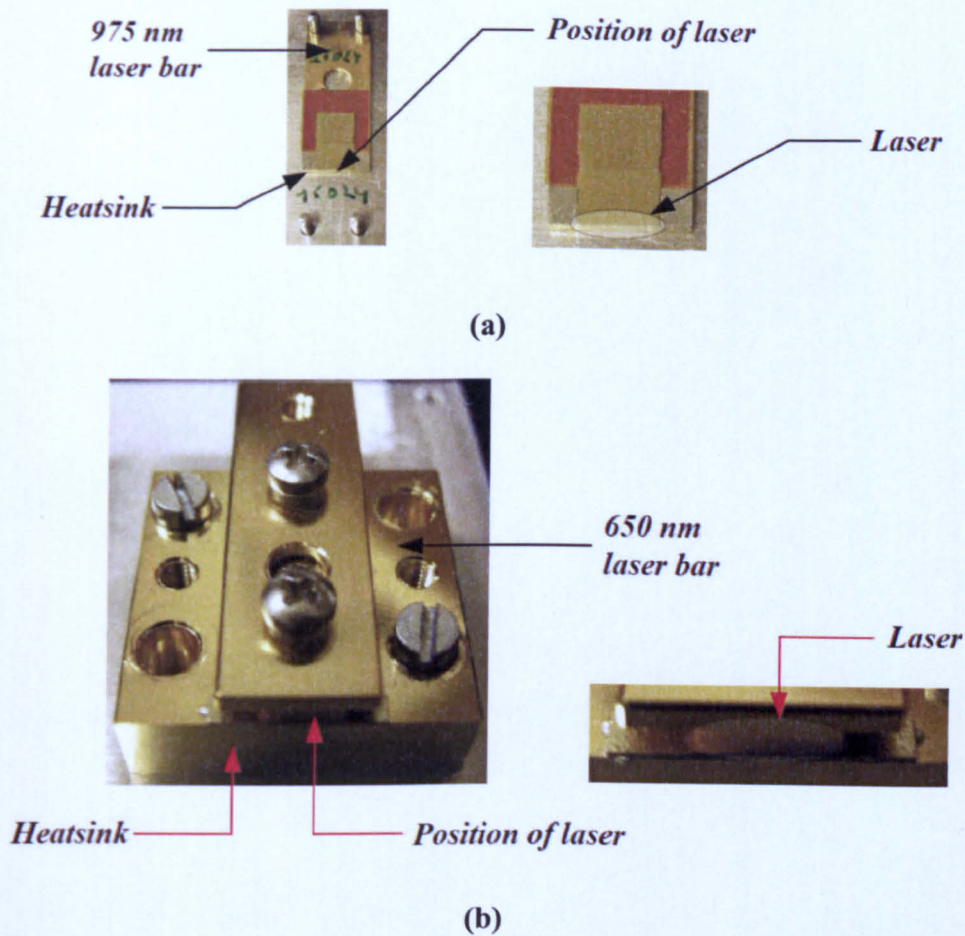 975 nm
laser bar
Position of laser
Laser
Heatsink
(a)
650 nm
laser bar
Laser
Heatsink
Position of laser
(b)